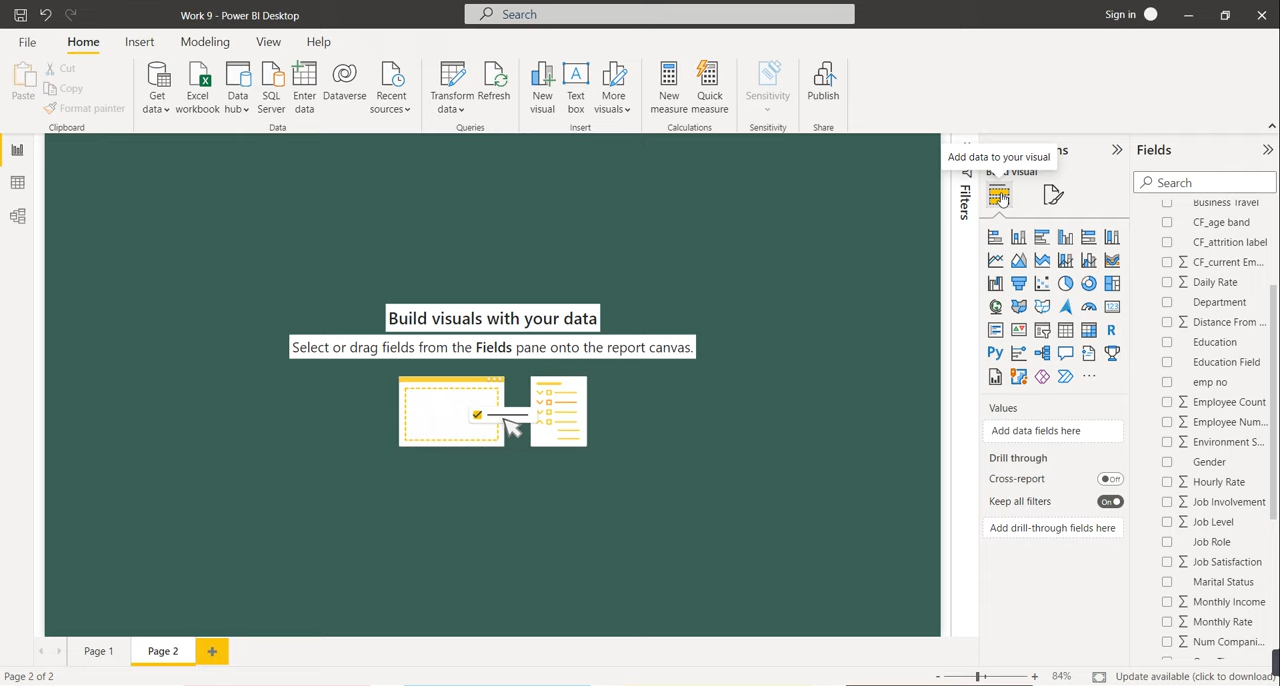 Work 9 - Power BI Desktop
Search
Sign in
File
Home
Insert
Modeling
View
Help
Paste
Cut
Copy
Format painter
Clipboard
Get data
Excel workbook
Data hub
SQL Server
Enter data
Dataverse
Recent sources
Data
Transform data
Refresh
Queries
New visual
Text box
More visuals
Insert
New measure
Quick measure
Calculations
Sensitivity
Sensitivity
Publish
Share
Build visuals with your data
Select or drag fields from the Fields pane onto the report canvas.
Filters
Add data to your visual
Build visual
Values
Add data fields here
Drill through
Cross-report
Off
Keep all filters
On
Add drill-through fields here
Fields
Search
Business Travel
CF_age band
CF_attrition label
CF_current Em...
Daily Rate
Department
Distance From ...
Education
Education Field
emp no
Employee Count
Employee Num...
Environment S...
Gender
Hourly Rate
Job Involvement
Job Level
Job Role
Job Satisfaction
Marital Status
Monthly Income
Monthly Rate
Num Compani...
Page 1
Page 2
Page 2 of 2
84%
Update available (click to download)